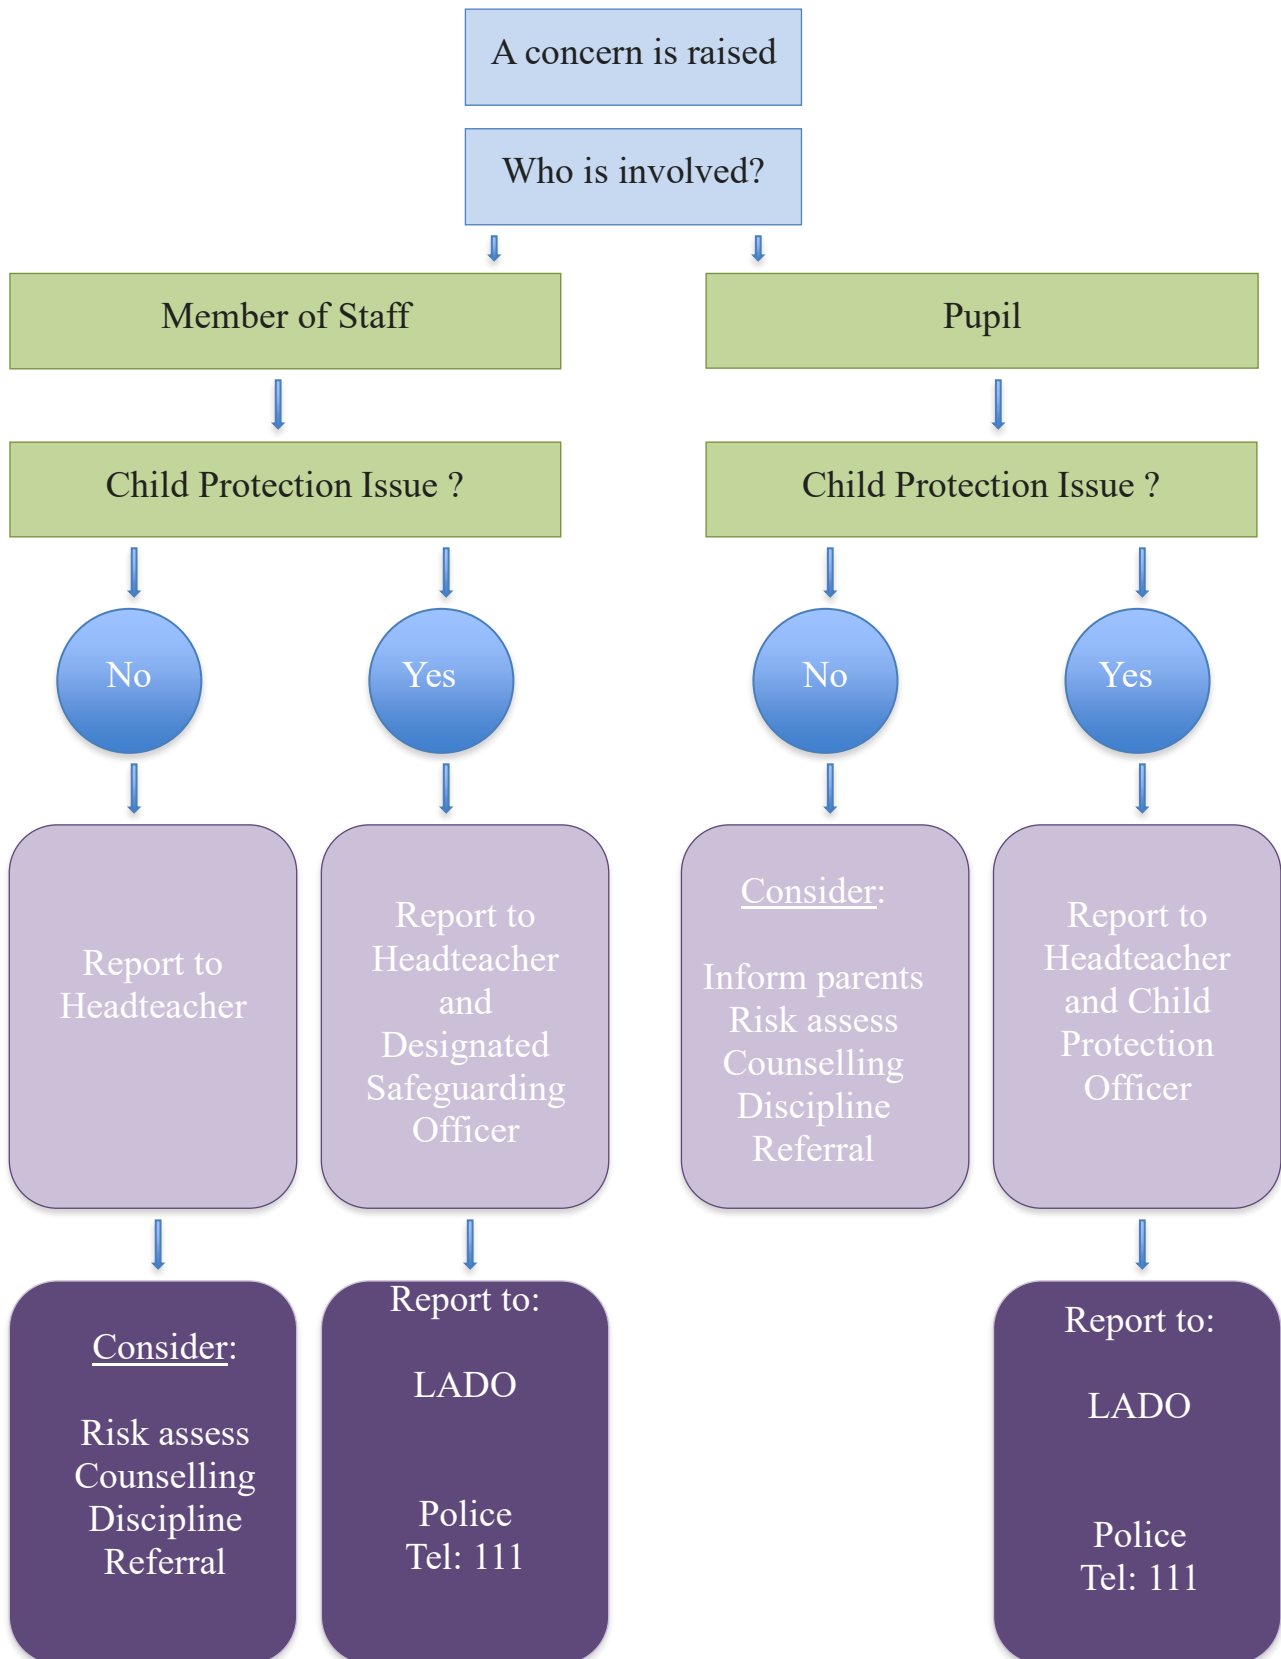 A concern is raised
Who is involved?
Member of Staff
Pupil
Child Protection Issue ?
Child Protection Issue ?
No
Yes
No
Yes
Report to
Headteacher
Report to
Headteacher
and
Designated
Safeguarding
Officer
Consider:
Inform parents
Risk assess
Counselling
Discipline
Referral
Report to
Headteacher
and Child
Protection
Officer
Consider:
Risk assess
Counselling
Discipline
Referral
Report to:
LADO
Police
Tel: 111
Report to:
LADO
Police
Tel: 111